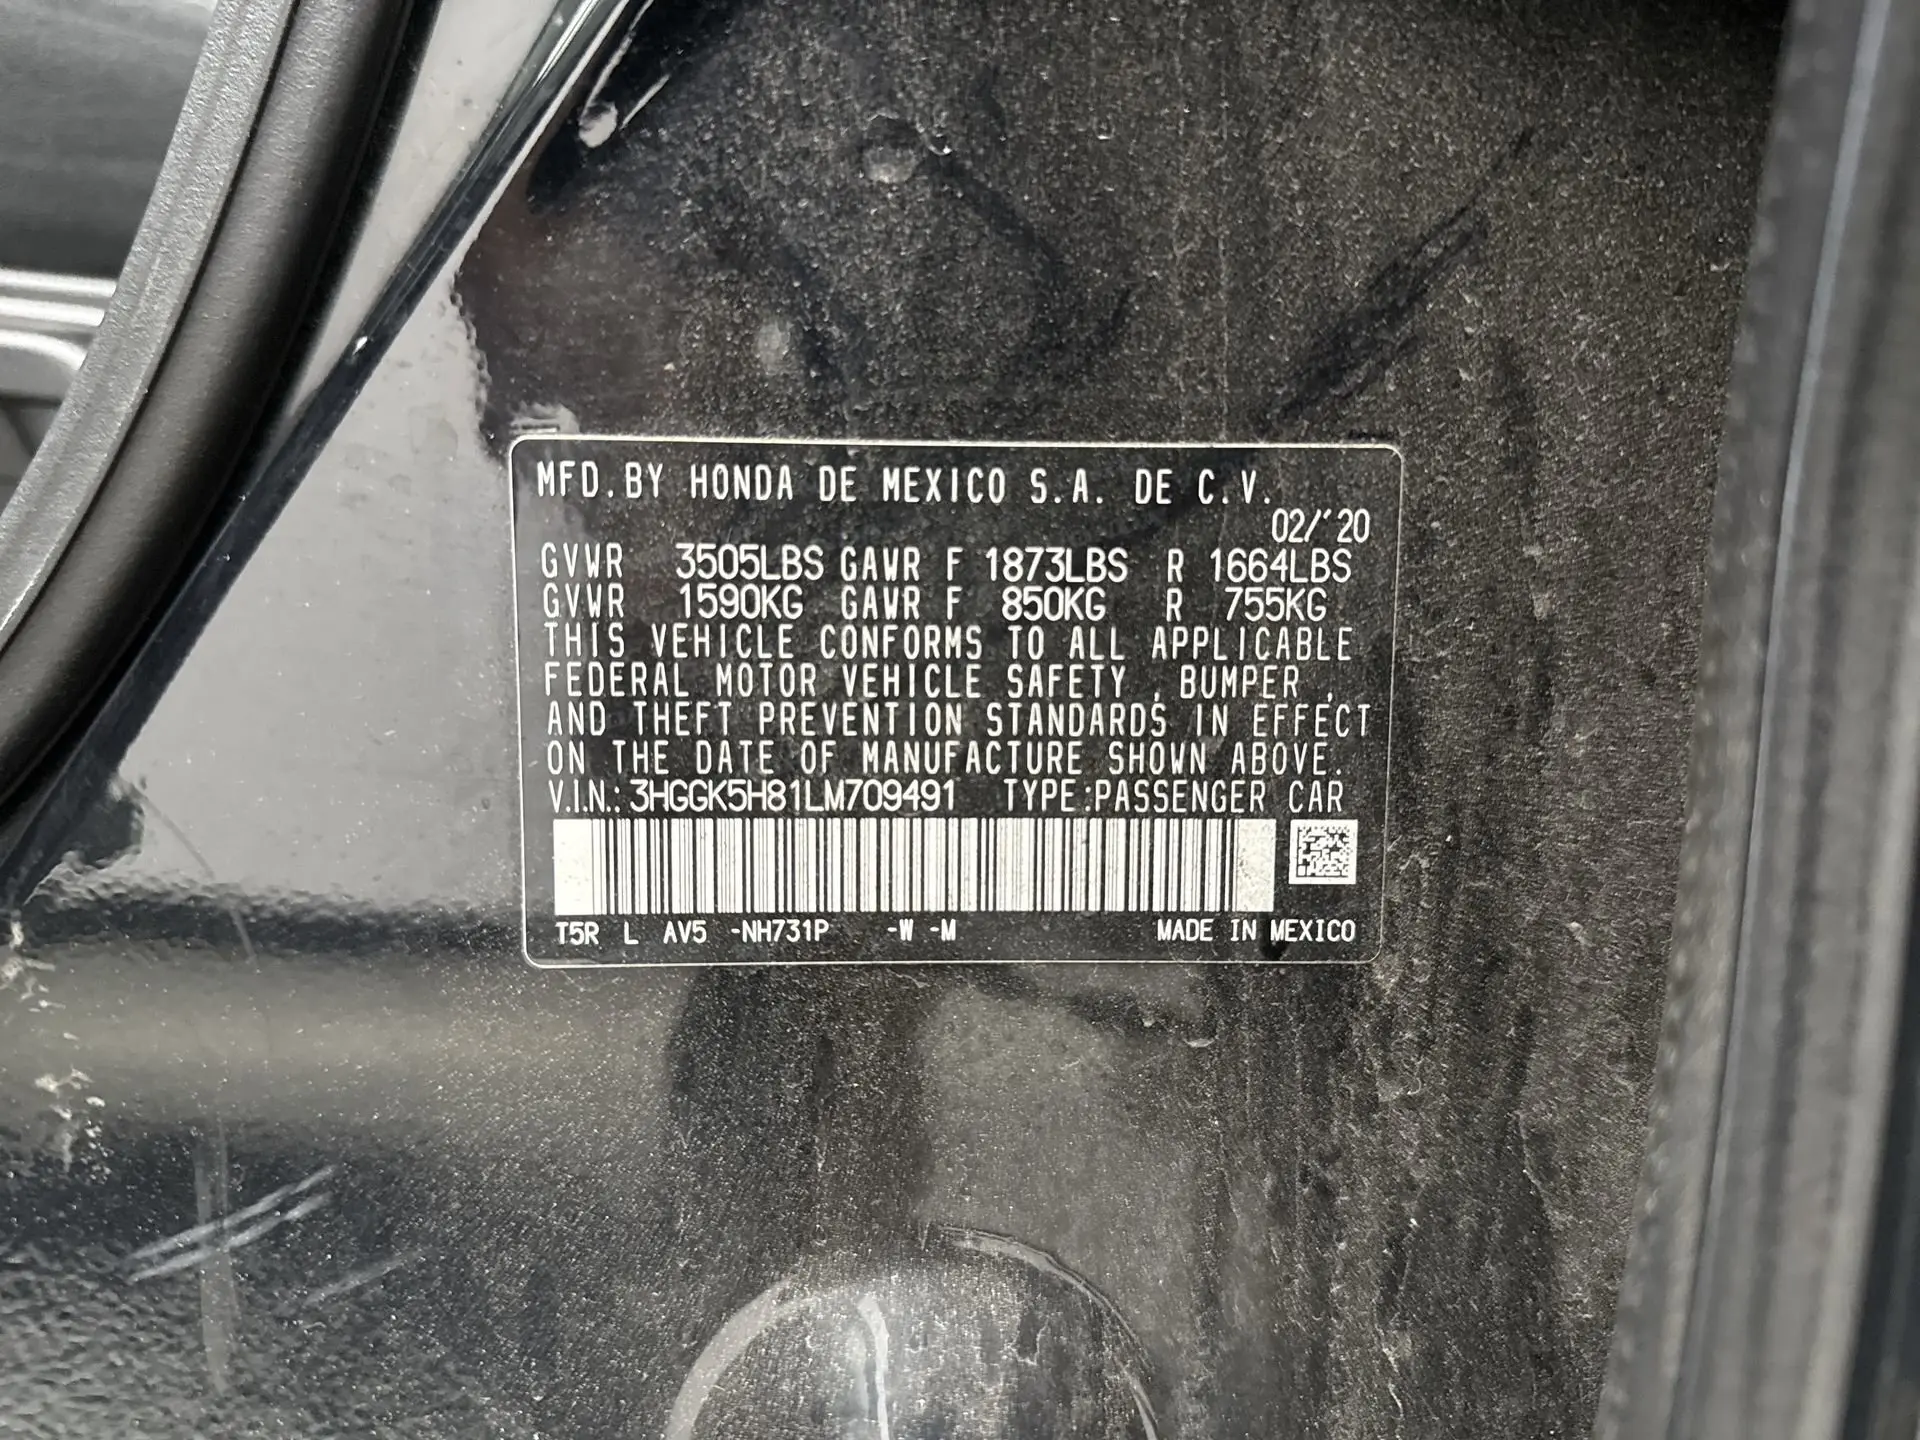 MFD. BY HONDA DE MEXICO S.A. DE C.V.
02/'20
GVWR 3505LBS GAWR F 1873LBS R 1664LBS
GVWR 1590KG GAWR F 850KG R 755KG
THIS VEHICLE CONFORMS TO ALL APPLICABLE
FEDERAL MOTOR VEHICLE SAFETY , BUMPER ,
AND THEFT PREVENTION STANDARDS IN EFFECT
ON THE DATE OF MANUFACTURE SHOWN ABOVE.
V.I.N.: 3HGGK5H81LM709491 TYPE:PASSENGER CAR
T5R L AV5 -NH731P -W -M MADE IN MEXICO